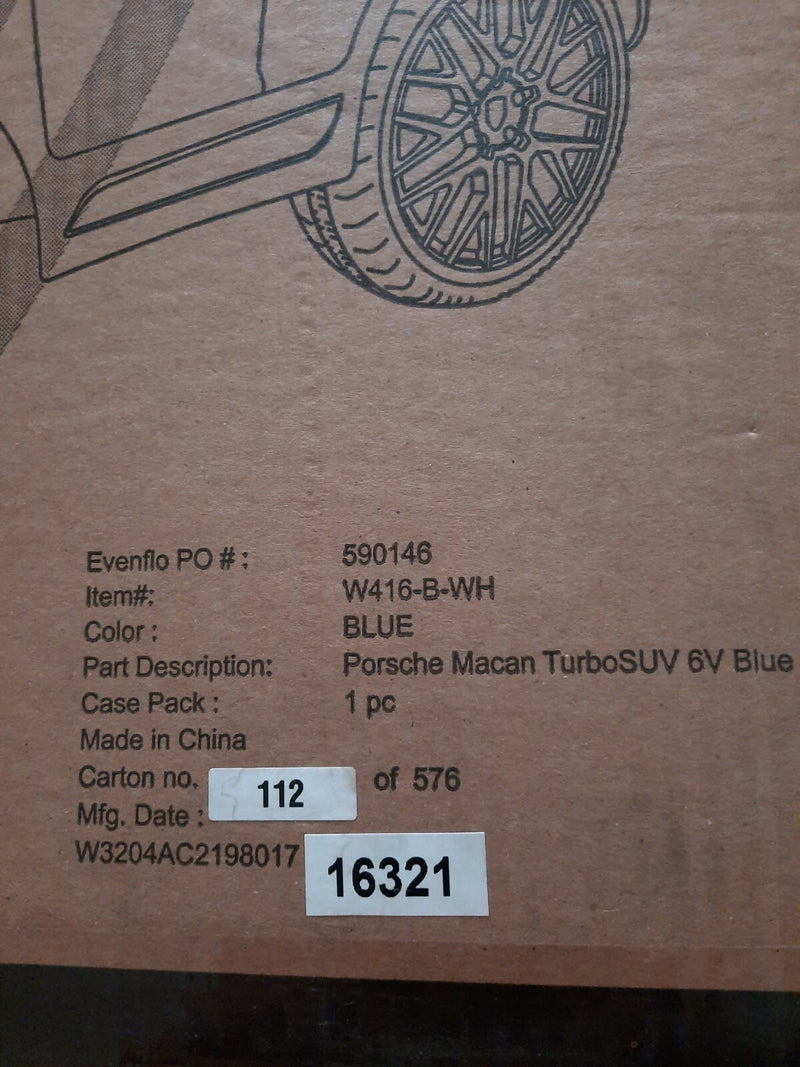 Evenflo PO # : 590146
Item#: W416-B-WH
Color : BLUE
Part Description: Porsche Macan TurboSUV 6V Blue
Case Pack : 1 pc
Made in China
Carton no. 112 of 576
Mfg. Date :
W3204AC2198017 16321